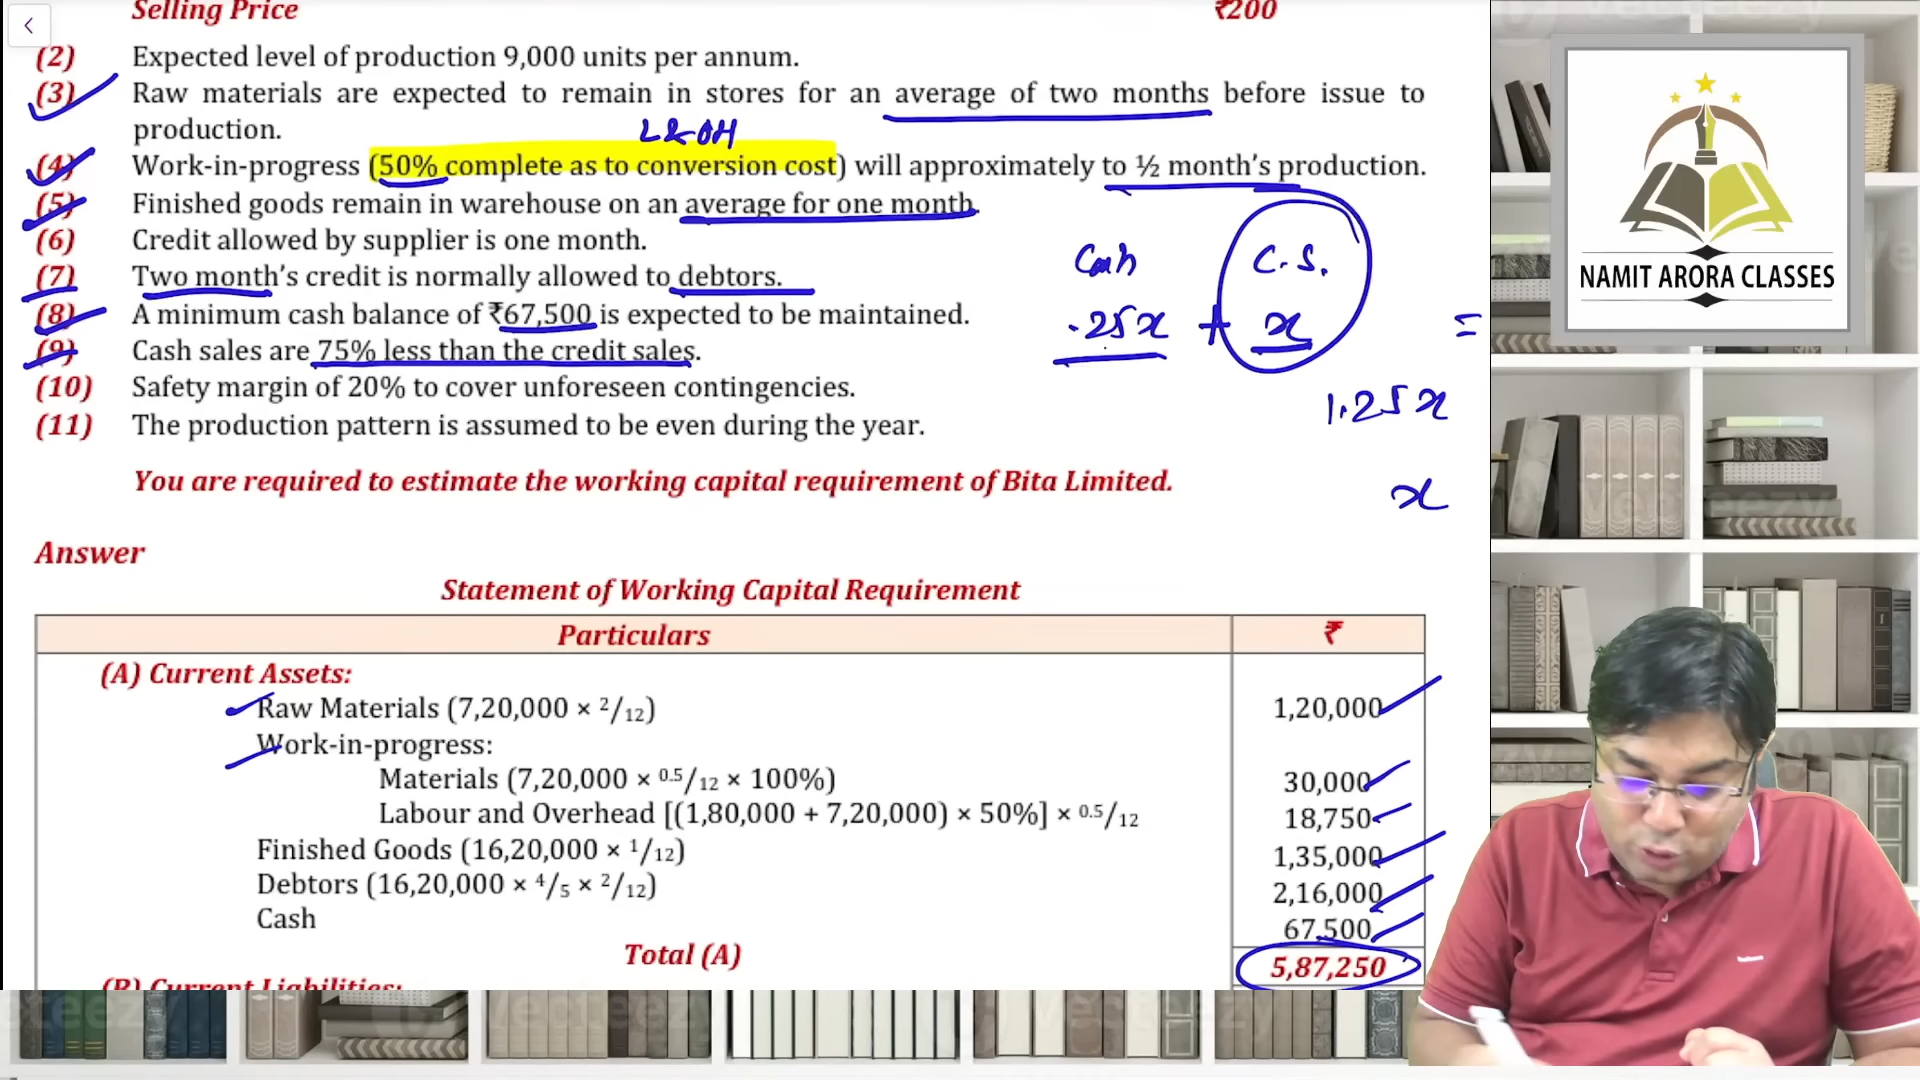 Selling Price ₹200
(2) Expected level of production 9,000 units per annum.
(3) Raw materials are expected to remain in stores for an average of two months before issue to
production.
L & OH
(4) Work-in-progress (50% complete as to conversion cost) will approximately to ½ month's production.
(5) Finished goods remain in warehouse on an average for one month.
(6) Credit allowed by supplier is one month.
(7) Two month's credit is normally allowed to debtors.
(8) A minimum cash balance of ₹67,500 is expected to be maintained.
(9) Cash sales are 75% less than the credit sales.
(10) Safety margin of 20% to cover unforeseen contingencies.
(11) The production pattern is assumed to be even during the year.
Cash C.S.
.25x + x =
1.25x
x
You are required to estimate the working capital requirement of Bita Limited.
Answer
Statement of Working Capital Requirement
Particulars ₹
(A) Current Assets:
Raw Materials (7,20,000 × 2/12) 1,20,000
Work-in-progress:
Materials (7,20,000 × 0.5/12 × 100%) 30,000
Labour and Overhead [(1,80,000 + 7,20,000) × 50%] × 0.5/12 18,750
Finished Goods (16,20,000 × 1/12) 1,35,000
Debtors (16,20,000 × 4/5 × 2/12) 2,16,000
Cash 67,500
Total (A) 5,87,250
(B) Current Liabilities:
NAMIT ARORA CLASSES